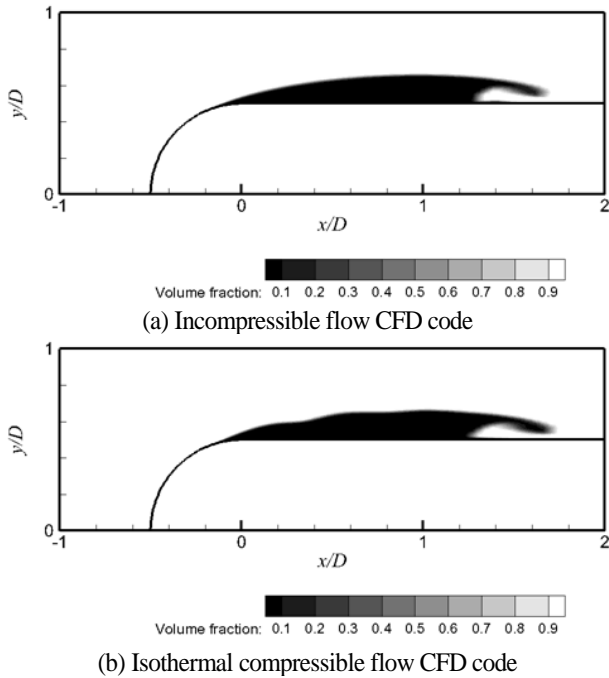 1
y/D
0
-1 0 1 2
x/D
Volume fraction: 0.1 0.2 0.3 0.4 0.5 0.6 0.7 0.8 0.9
(a) Incompressible flow CFD code
1
y/D
0
-1 0 1 2
x/D
Volume fraction: 0.1 0.2 0.3 0.4 0.5 0.6 0.7 0.8 0.9
(b) Isothermal compressible flow CFD code